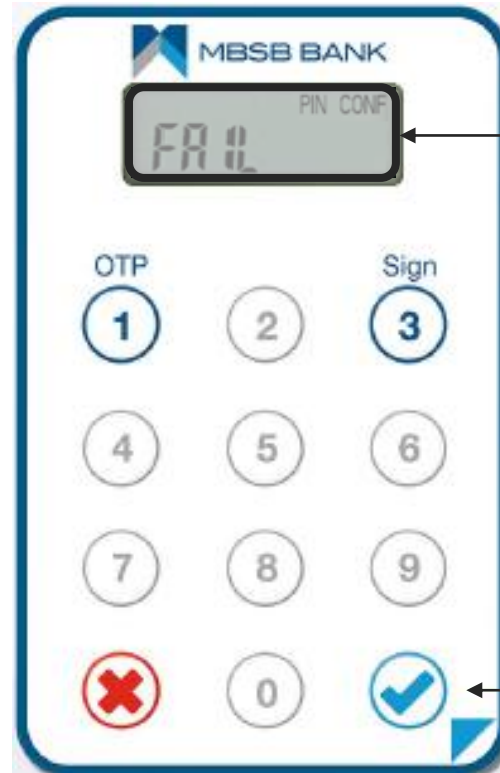 MBSB BANK
PIN CONF
FAIL
OTP Sign
1 2 3
4 5 6
7 8 9
0